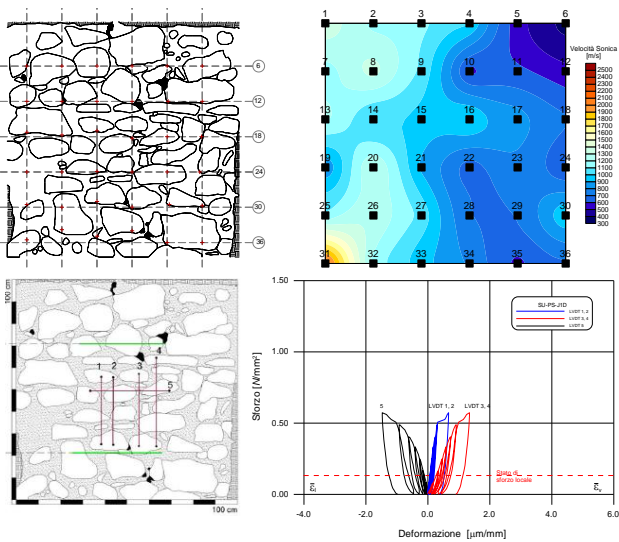 6
12
18
24
30
36
1 2 3 4 5 6
7 8 9 10 11 12
13 14 15 16 17 18
19 20 21 22 23 24
25 26 27 28 29 30
31 32 33 34 35 36
Velocità Sonica
[m/s]
2500
2400
2300
2200
2100
2000
1900
1800
1700
1600
1500
1400
1300
1200
1100
1000
900
800
700
600
500
400
300
100 cm
1 2 3 4
5
100 cm
Sforzo [N/mm²]
1.50
1.00
0.50
0.00
SU-PS-J1D
LVDT 1, 2
LVDT 3, 4
LVDT 5
5
LVDT 1, 2
LVDT 3, 4
Stato di
sforzo locale
-4.0 -2.0 0.0 2.0 4.0 6.0
Deformazione [µm/mm]